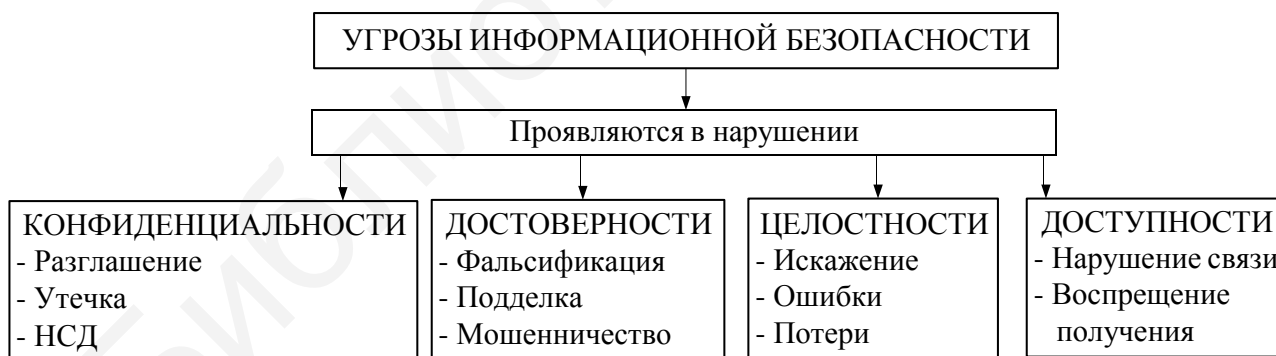 УГРОЗЫ ИНФОРМАЦИОННОЙ БЕЗОПАСНОСТИ
Проявляются в нарушении
КОНФИДЕНЦИАЛЬНОСТИ
- Разглашение
- Утечка
- НСД
ДОСТОВЕРНОСТИ
- Фальсификация
- Подделка
- Мошенничество
ЦЕЛОСТНОСТИ
- Искажение
- Ошибки
- Потери
ДОСТУПНОСТИ
- Нарушение связи
- Воспрещение
получения